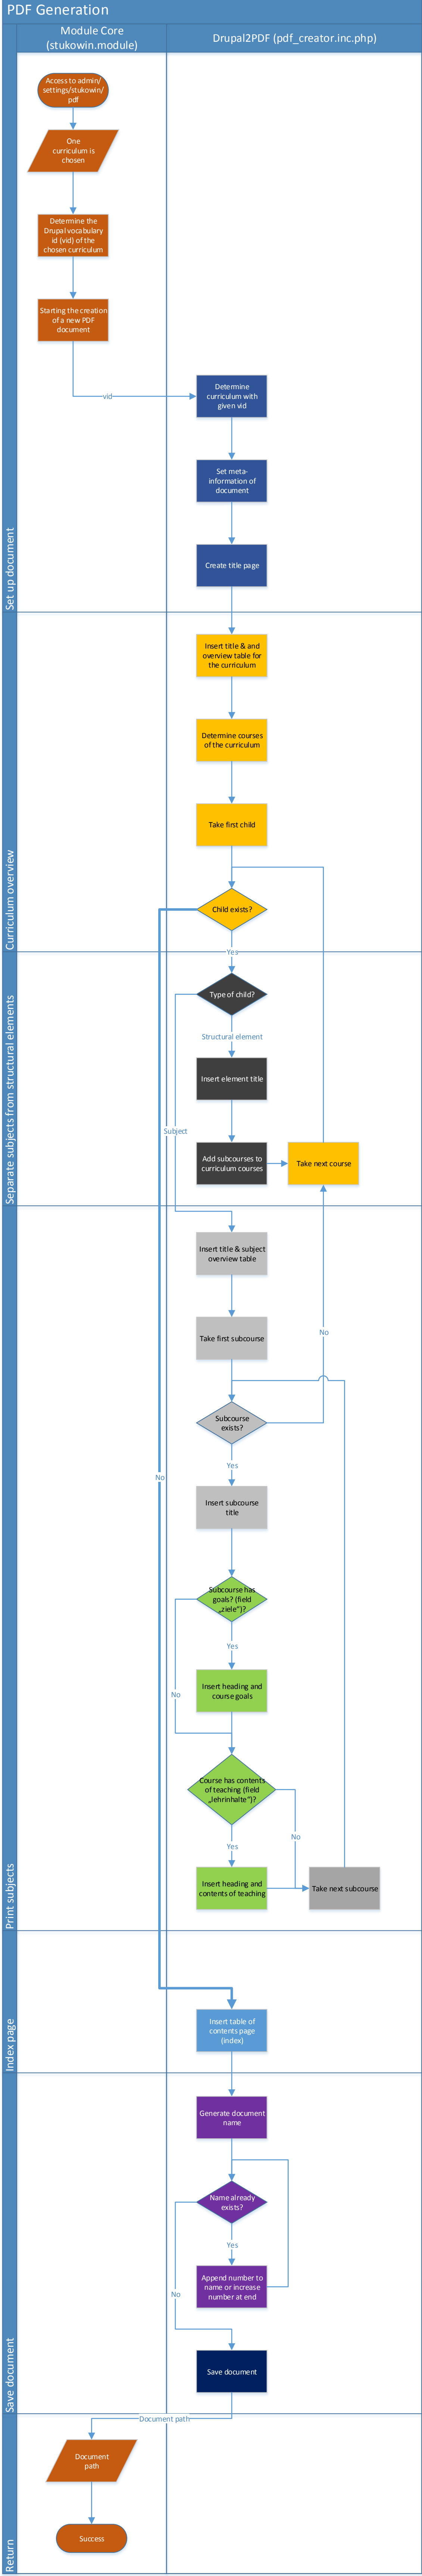 PDF Generation
Module Core
(stukowin.module)
Drupal2PDF (pdf_creator.inc.php)
Set up document
Access to admin/
settings/stukowin/
pdf
One
curriculum is
chosen
Determine the
Drupal vocabulary
id (vid) of the
chosen curriculum
Starting the creation
of a new PDF
document
vid
Determine
curriculum with
given vid
Set meta-
information of
document
Create title page
Curriculum overview
Insert title & and
overview table for
the curriculum
Determine courses
of the curriculum
Take first child
Child exists?
Yes
Separate subjects from structural elements
Type of child?
Structural element
Insert element title
Subject
Add subcourses to
curriculum courses
Take next course
Print subjects
Insert title & subject
overview table
Take first subcourse
No
Subcourse
exists?
Yes
No
Insert subcourse
title
Subcourse has
goals? (field
„ziele“)?
Yes
No
Insert heading and
course goals
Course has contents
of teaching (field
„lehrinhalte“)?
Yes
No
Insert heading and
contents of teaching
Take next subcourse
Index page
Insert table of
contents page
(index)
Save document
Generate document
name
Name already
exists?
Yes
No
Append number to
name or increase
number at end
Save document
Return
Document path
Document
path
Success